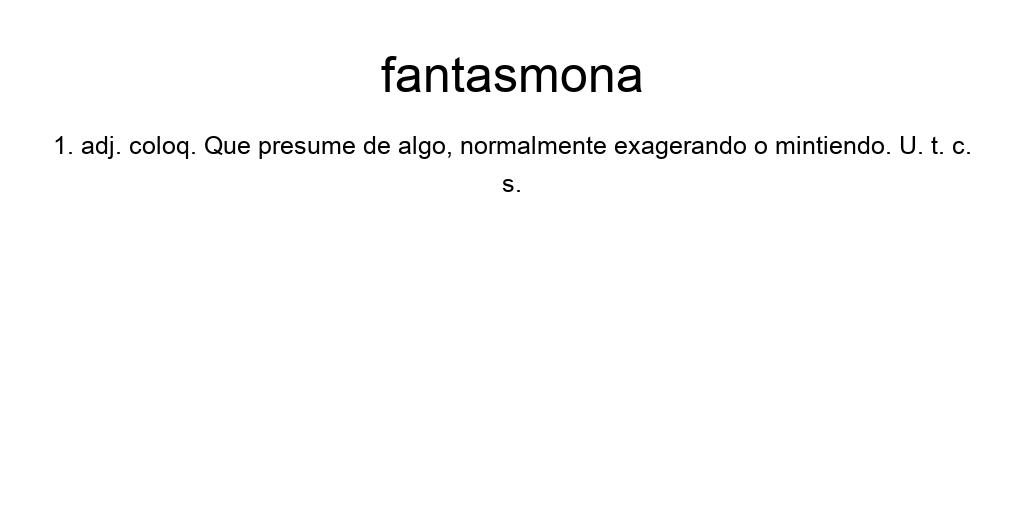 fantasmona
1. adj. coloq. Que presume de algo, normalmente exagerando o mintiendo. U. t. c.
s.